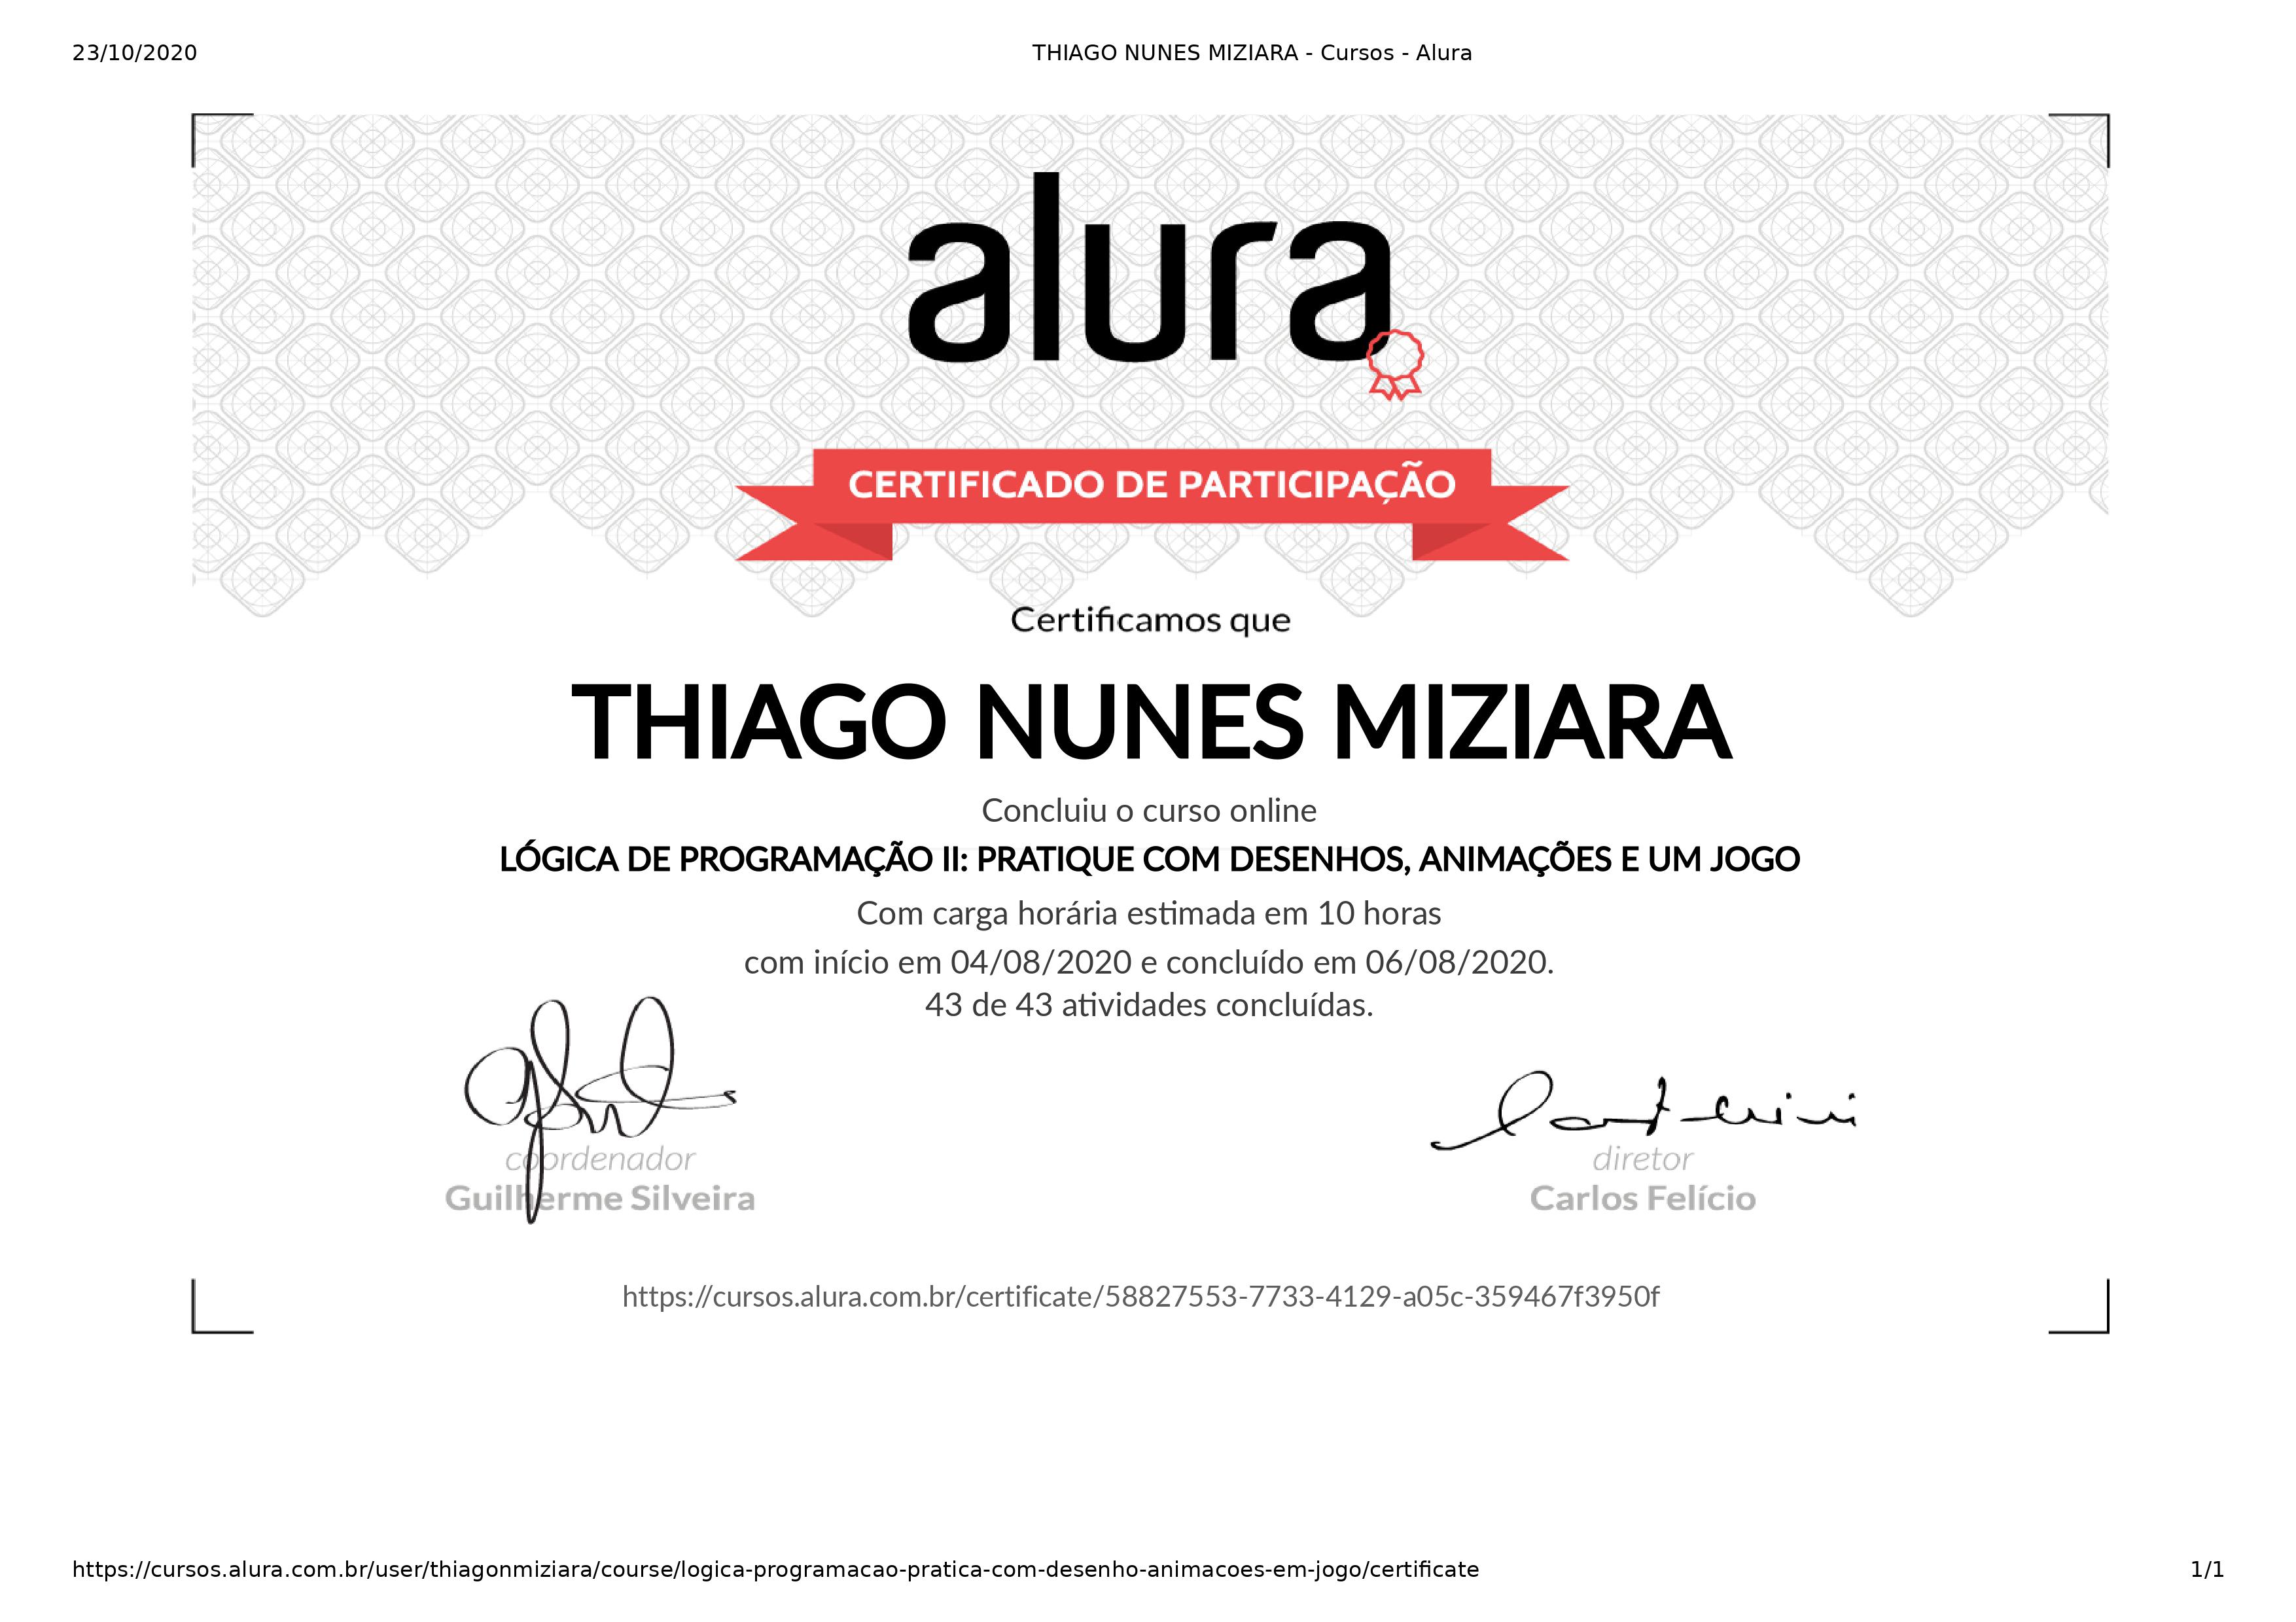 23/10/2020
THIAGO NUNES MIZIARA - Cursos - Alura
alura
CERTIFICADO DE PARTICIPAÇÃO
Certificamos que
THIAGO NUNES MIZIARA
Concluiu o curso online
LÓGICA DE PROGRAMAÇÃO II: PRATIQUE COM DESENHOS, ANIMAÇÕES E UM JOGO
Com carga horária estimada em 10 horas
com início em 04/08/2020 e concluído em 06/08/2020.
43 de 43 atividades concluídas.
coordenador
Guilherme Silveira
diretor
Carlos Felício
https://cursos.alura.com.br/certificate/58827553-7733-4129-a05c-359467f3950f
https://cursos.alura.com.br/user/thiagonmiziara/course/logica-programacao-pratica-com-desenho-animacoes-em-jogo/certificate
1/1